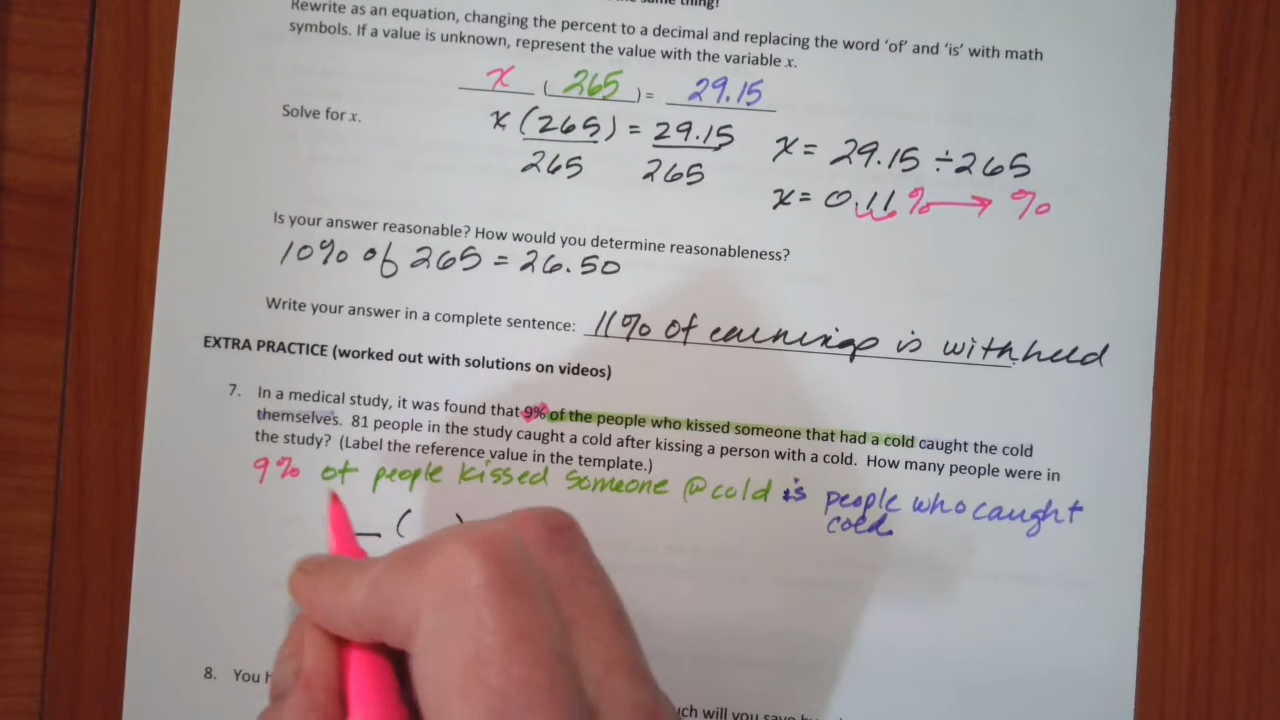 thing!
Rewrite as an equation, changing the percent to a decimal and replacing the word 'of' and 'is' with math
symbols. If a value is unknown, represent the value with the variable x.
x ( 265 ) = 29.15
Solve for x.
x (265) = 29.15
265 265
x = 29.15 ÷ 265
x = 0.11 % → %
Is your answer reasonable? How would you determine reasonableness?
10% of 265 = 26.50
Write your answer in a complete sentence: 11% of earnings is withheld
EXTRA PRACTICE (worked out with solutions on videos)
7. In a medical study, it was found that 9% of the people who kissed someone that had a cold caught the cold
themselves. 81 people in the study caught a cold after kissing a person with a cold. How many people were in
the study? (Label the reference value in the template.)
9% of people kissed someone @ cold is people who caught
cold
_ ( )
8. You
will you save